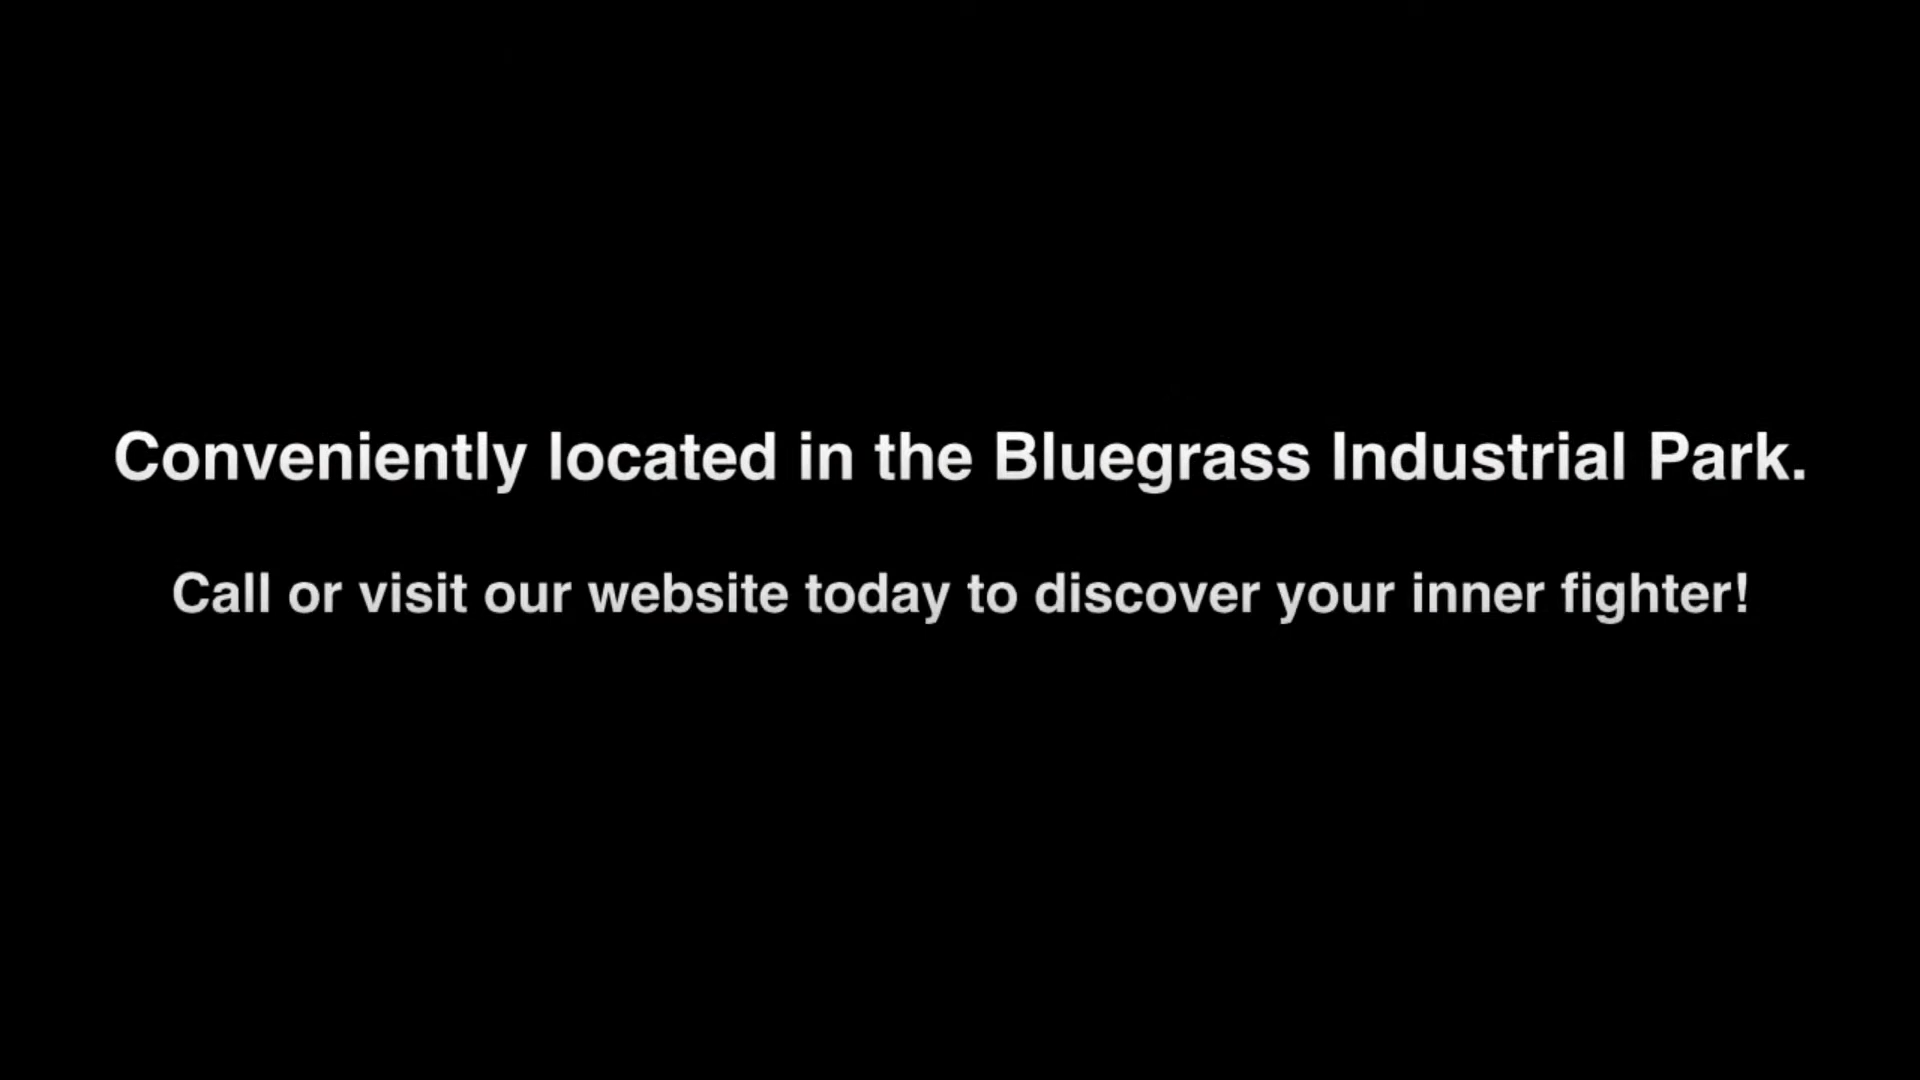 Conveniently located in the Bluegrass Industrial Park.
Call or visit our website today to discover your inner fighter!